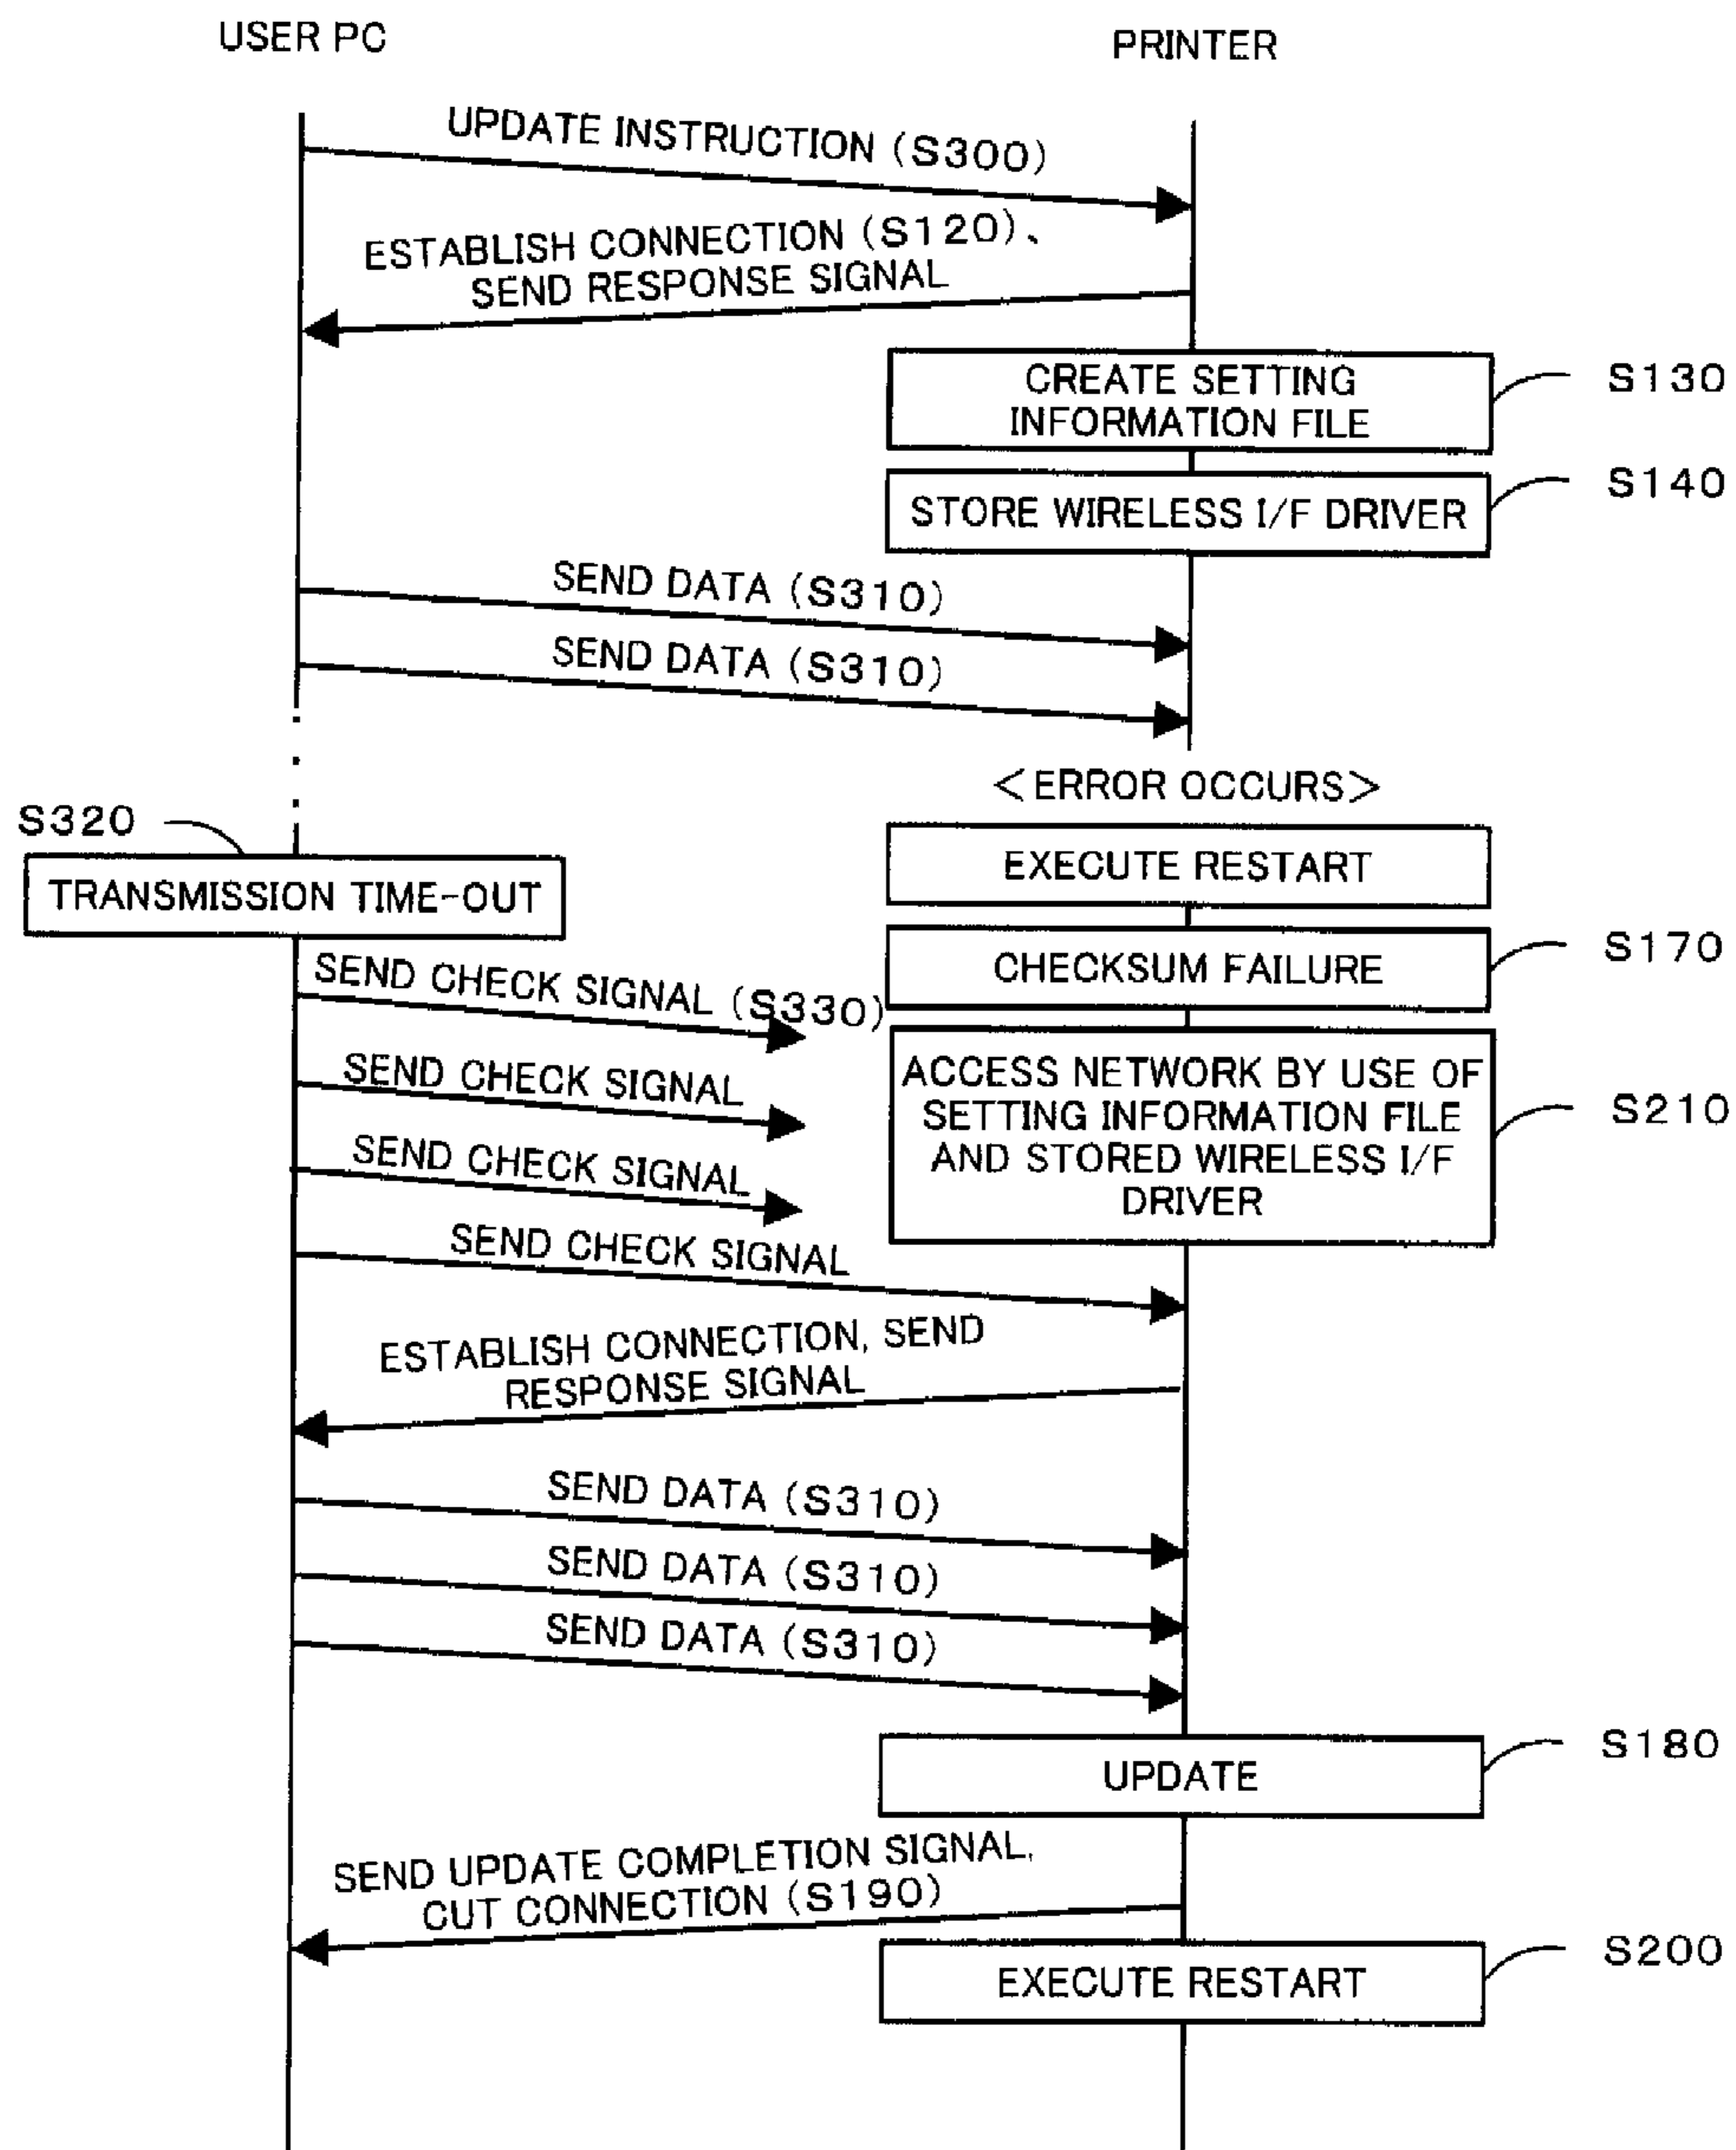 USER PC
PRINTER
UPDATE INSTRUCTION (S300)
ESTABLISH CONNECTION (S120)、
SEND RESPONSE SIGNAL
CREATE SETTING
INFORMATION FILE
S130
STORE WIRELESS I/F DRIVER
S140
SEND DATA (S310)
SEND DATA (S310)
<ERROR OCCURS>
S320
EXECUTE RESTART
TRANSMISSION TIME-OUT
CHECKSUM FAILURE
S170
SEND CHECK SIGNAL (S330)
SEND CHECK SIGNAL
SEND CHECK SIGNAL
ACCESS NETWORK BY USE OF
SETTING INFORMATION FILE
AND STORED WIRELESS I/F
DRIVER
S210
SEND CHECK SIGNAL
ESTABLISH CONNECTION, SEND
RESPONSE SIGNAL
SEND DATA (S310)
SEND DATA (S310)
SEND DATA (S310)
UPDATE
S180
SEND UPDATE COMPLETION SIGNAL,
CUT CONNECTION (S190)
EXECUTE RESTART
S200